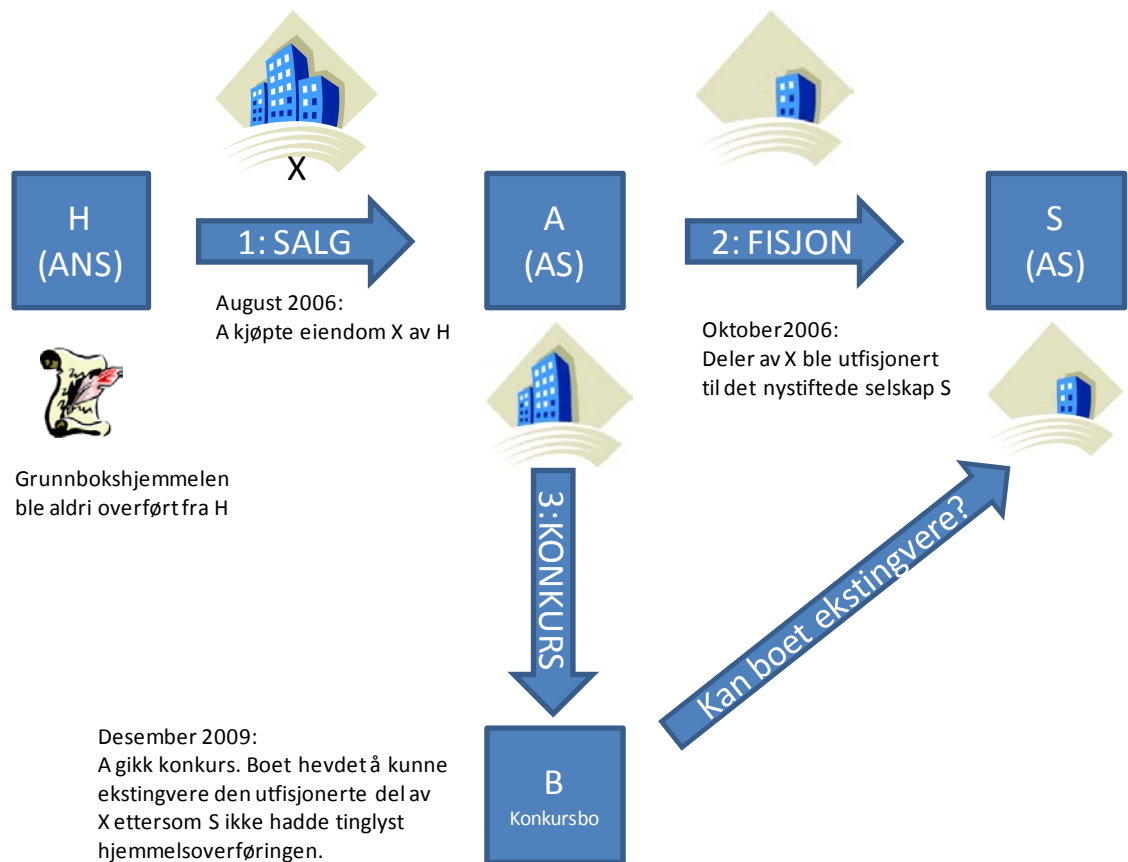 X
H
(ANS)
1: SALG
A
(AS)
2: FISJON
S
(AS)
August 2006:
A kjøpte eiendom X av H
Oktober 2006:
Deler av X ble utfisjonert
til det nystiftede selskap S
Grunnbokshjemmelen
ble aldri overført fra H
3:KONKURS
Kan boet ekstingvere?
Desember 2009:
A gikk konkurs. Boet hevdet å kunne
ekstingvere den utfisjonerte del av
X ettersom S ikke hadde tinglyst
hjemmelsoverføringen.
B
Konkursbo